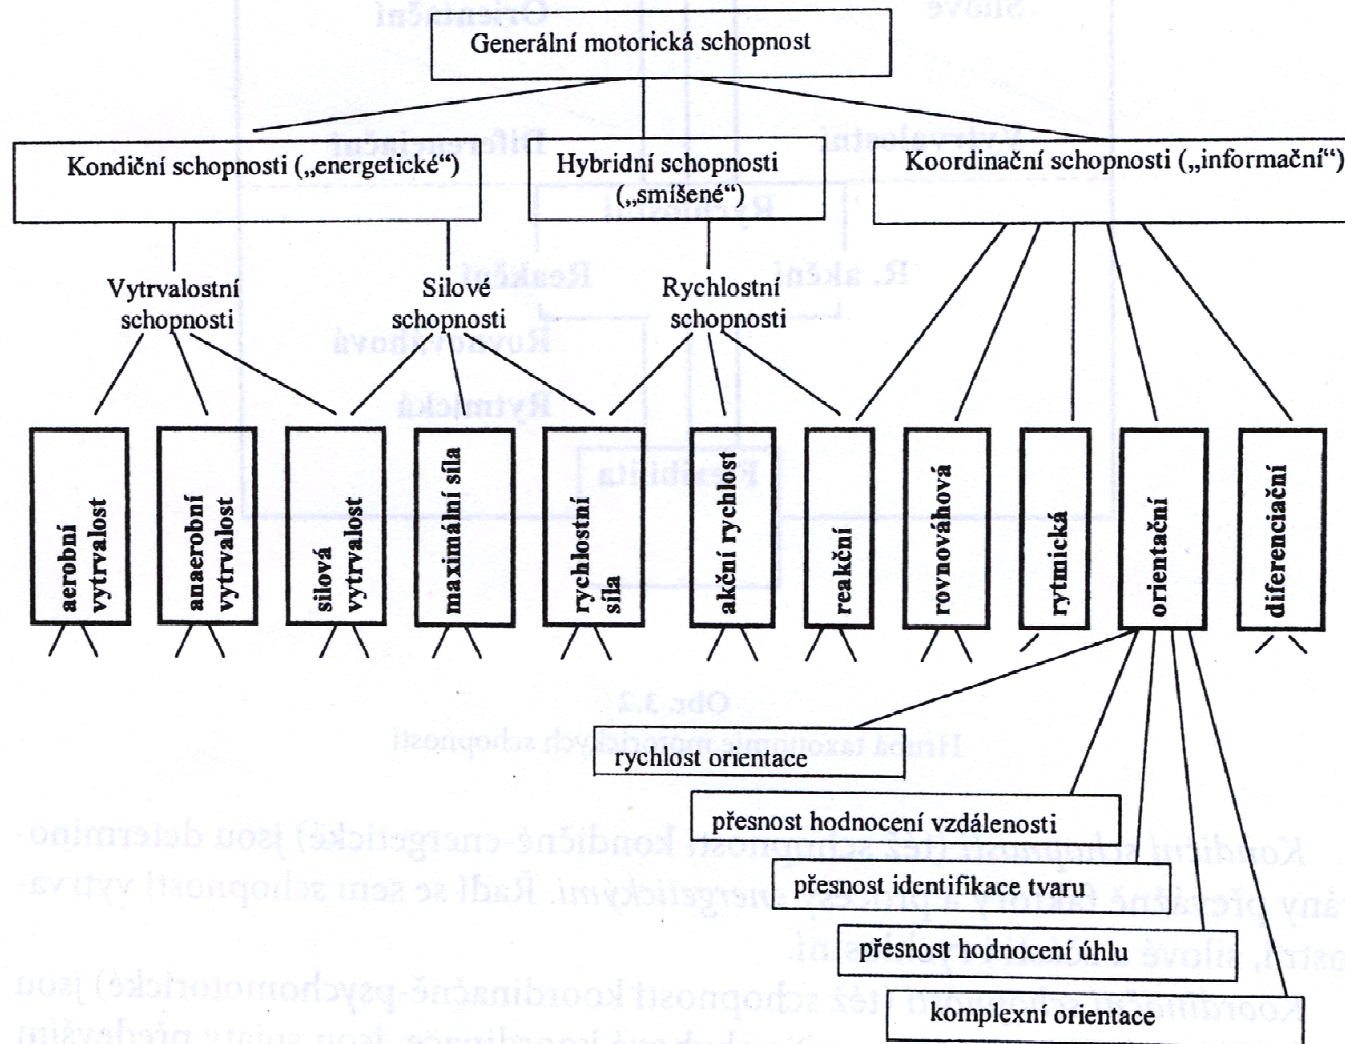 Generální motorická schopnost
Kondiční schopnosti („energetické“)
Hybridní schopnosti
(„smíšené“)
Koordinační schopnosti („informační“)
Vytrvalostní
schopnosti
Silové
schopnosti
Rychlostní
schopnosti
aerobní
vytrvalost
anaerobní
vytrvalost
silová
vytrvalost
maximální síla
rychlostní
síla
akční rychlost
reakční
rovnováhová
rytmická
orientační
diferenciační
rychlost orientace
přesnost hodnocení vzdálenosti
přesnost identifikace tvaru
přesnost hodnocení úhlu
komplexní orientace